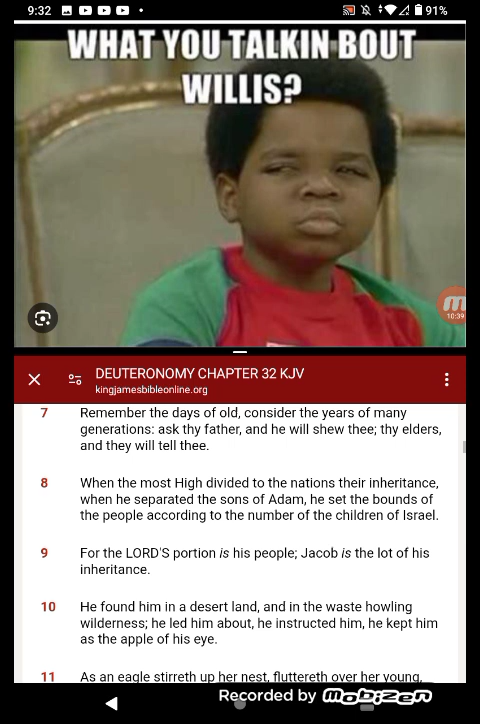 9:32
91%
WHAT YOU TALKIN BOUT
WILLIS?
10:39
DEUTERONOMY CHAPTER 32 KJV
kingjamesbibleonline.org
7 Remember the days of old, consider the years of many
generations: ask thy father, and he will shew thee; thy elders,
and they will tell thee.
8 When the most High divided to the nations their inheritance,
when he separated the sons of Adam, he set the bounds of
the people according to the number of the children of Israel.
9 For the LORD'S portion is his people; Jacob is the lot of his
inheritance.
10 He found him in a desert land, and in the waste howling
wilderness; he led him about, he instructed him, he kept him
as the apple of his eye.
11 As an eagle stirreth up her nest, fluttereth over her young,
Recorded by Mobizen